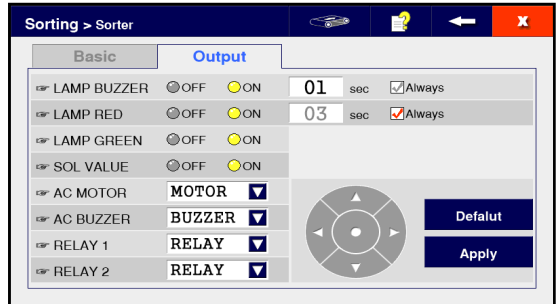 Sorting > Sorter
X
Basic Output
LAMP BUZZER OFF ON 01 sec Always
LAMP RED OFF ON 03 sec Always
LAMP GREEN OFF ON
SOL VALUE OFF ON
AC MOTOR MOTOR
AC BUZZER BUZZER
RELAY 1 RELAY
RELAY 2 RELAY
Defalut
Apply